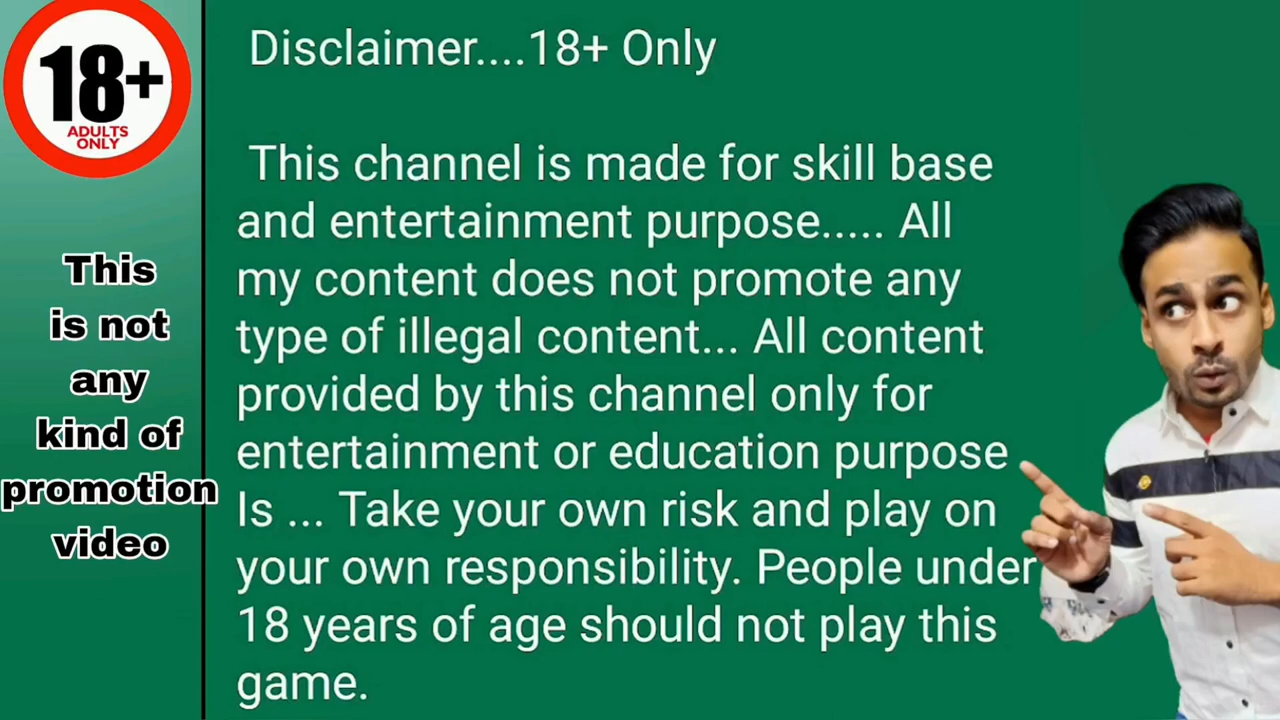 18+
ADULTS
ONLY
This
is not
any
kind of
promotion
video
Disclaimer....18+ Only
This channel is made for skill base
and entertainment purpose..... All
my content does not promote any
type of illegal content... All content
provided by this channel only for
entertainment or education purpose
Is ... Take your own risk and play on
your own responsibility. People under
18 years of age should not play this
game.